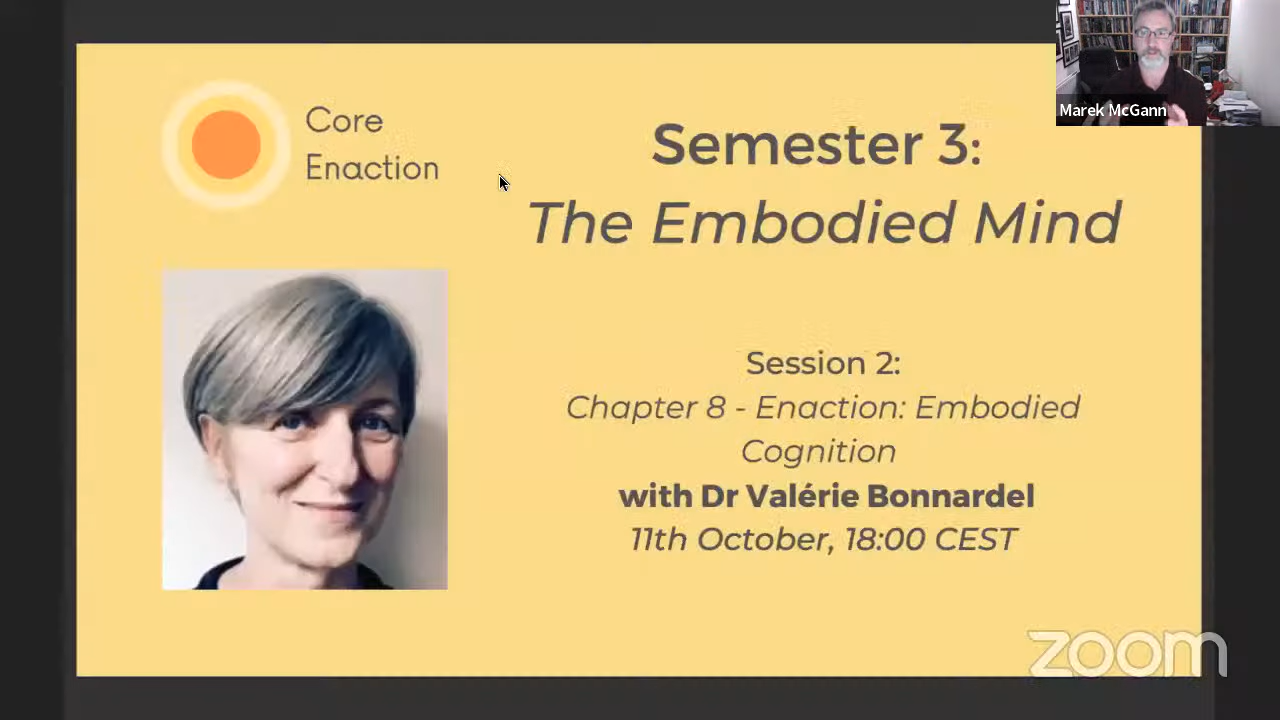 Core
Enaction
Semester 3:
The Embodied Mind
Session 2:
Chapter 8 - Enaction: Embodied
Cognition
with Dr Valérie Bonnardel
11th October, 18:00 CEST
Marek McGann
zoom